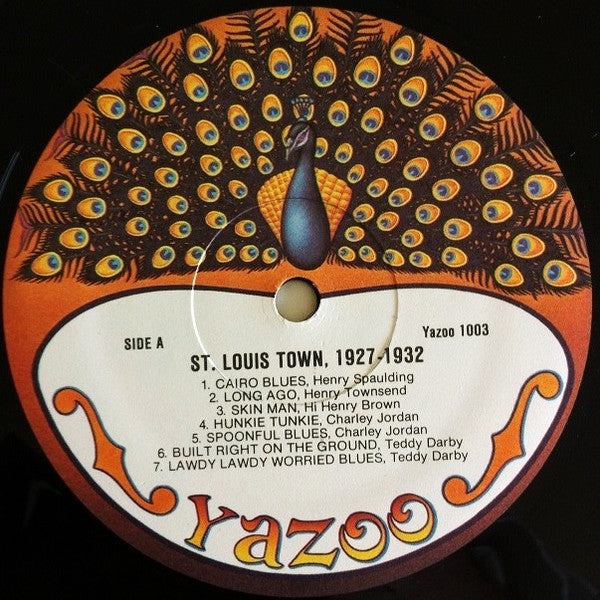 SIDE A
Yazoo 1003
ST. LOUIS TOWN, 1927-1932
1. CAIRO BLUES, Henry Spaulding
2. LONG AGO, Henry Townsend
3. SKIN MAN, Hi Henry Brown
4. HUNKIE TUNKIE, Charley Jordan
5. SPOONFUL BLUES, Charley Jordan
6. BUILT RIGHT ON THE GROUND, Teddy Darby
7. LAWDY LAWDY WORRIED BLUES, Teddy Darby
Yazoo